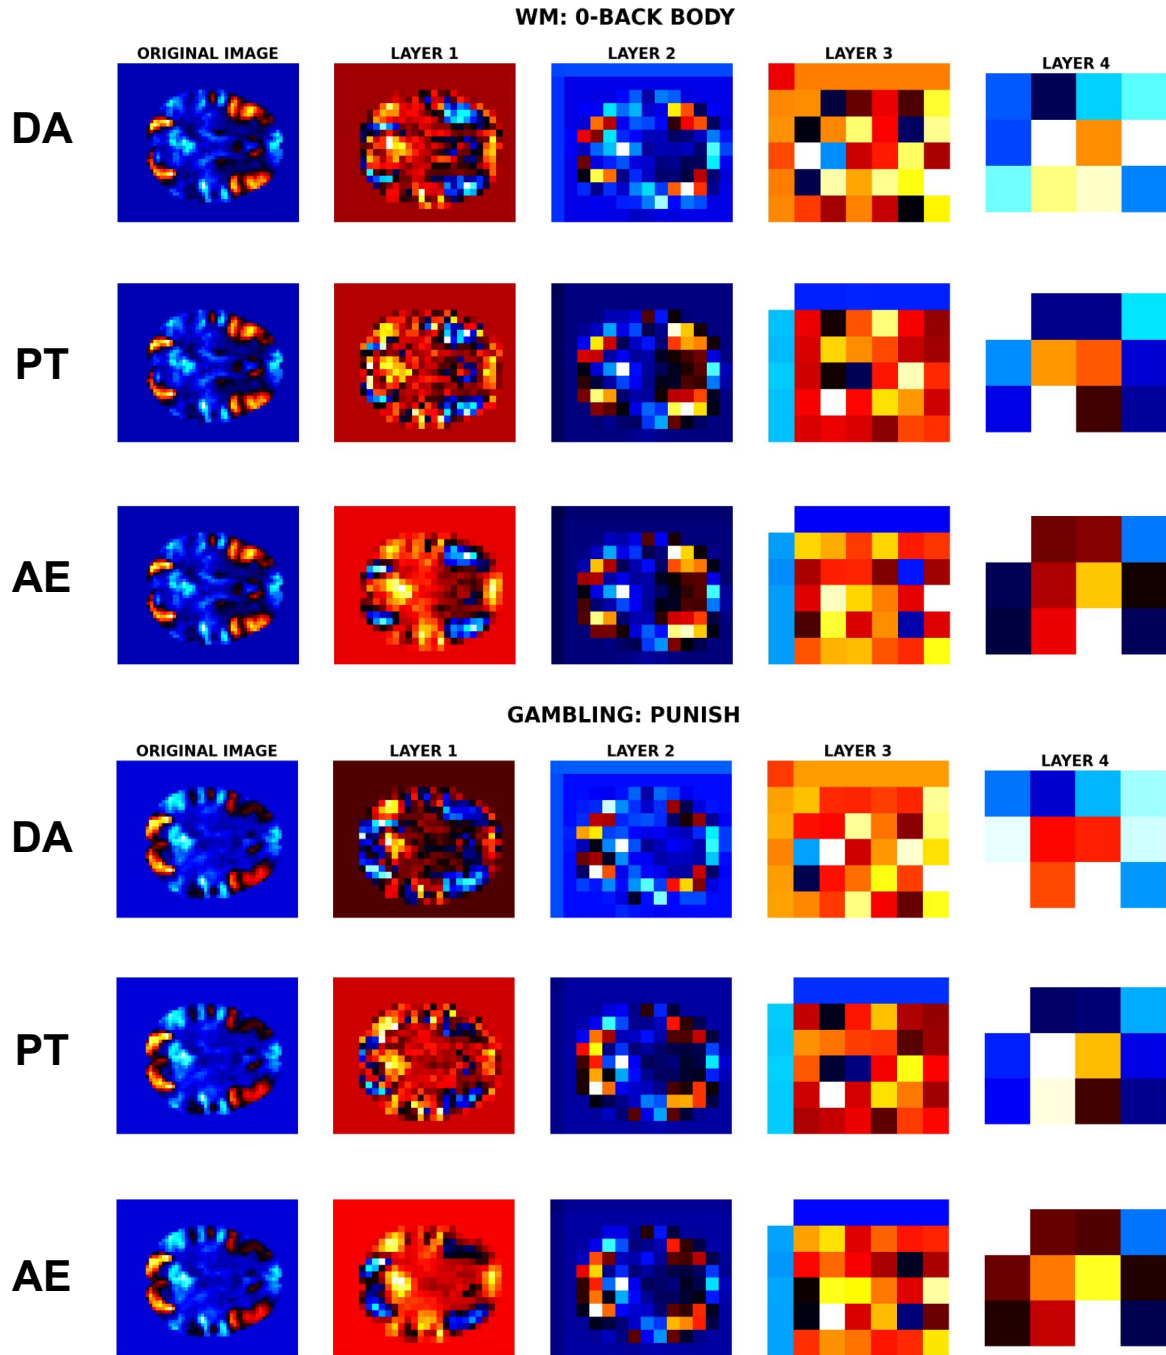 WM: 0-BACK BODY
ORIGINAL IMAGE LAYER 1 LAYER 2 LAYER 3 LAYER 4
DA
PT
AE
GAMBLING: PUNISH
ORIGINAL IMAGE LAYER 1 LAYER 2 LAYER 3 LAYER 4
DA
PT
AE